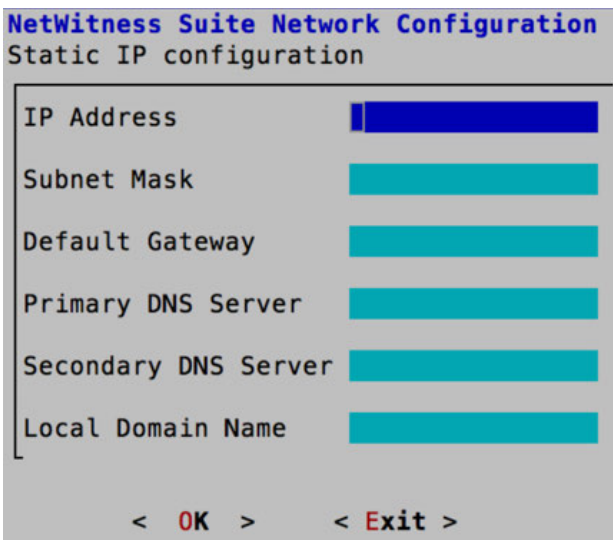 NetWitness Suite Network Configuration
Static IP configuration
IP Address
Subnet Mask
Default Gateway
Primary DNS Server
Secondary DNS Server
Local Domain Name
< OK > < Exit >